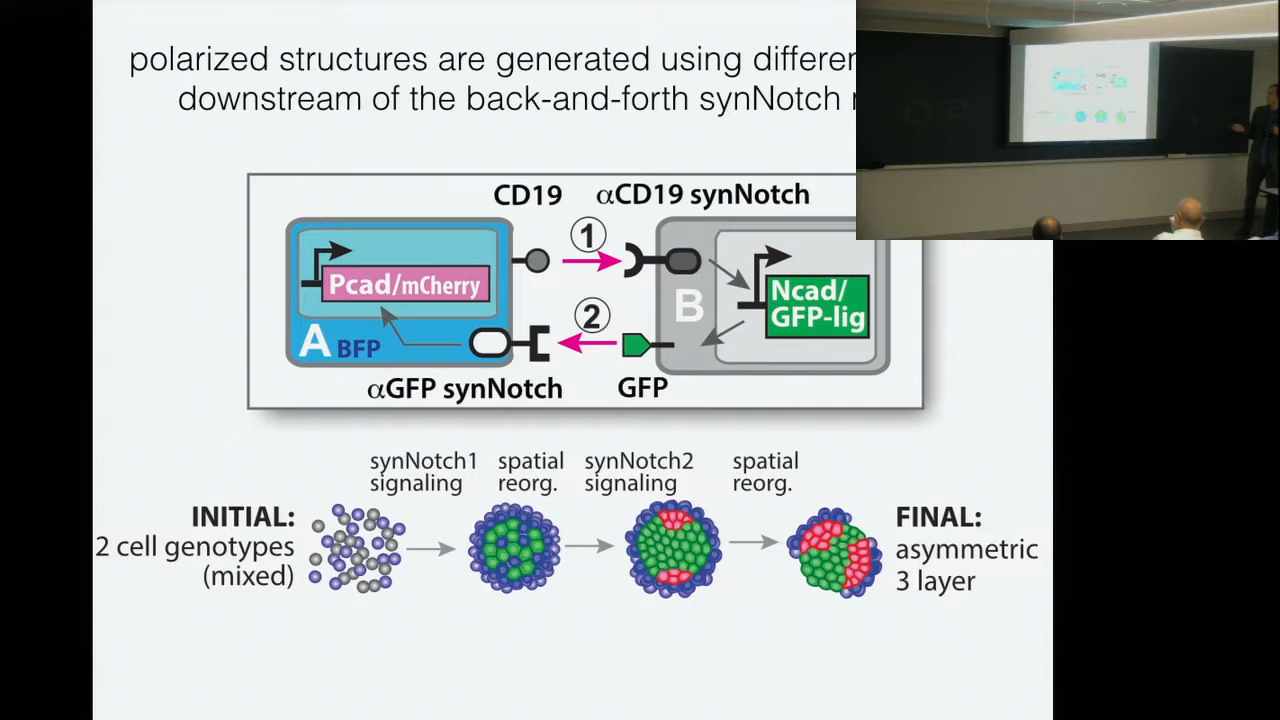 polarized structures are generated using
downstream of the back-and-forth synNotch
CD19 αCD19 synNotch
1
Pcad/mCherry
Ncad/
GFP-lig
B
2
A BFP
αGFP synNotch GFP
synNotch1 signaling
spatial reorg.
synNotch2 signaling
spatial reorg.
INITIAL:
2 cell genotypes
(mixed)
FINAL:
asymmetric
3 layer